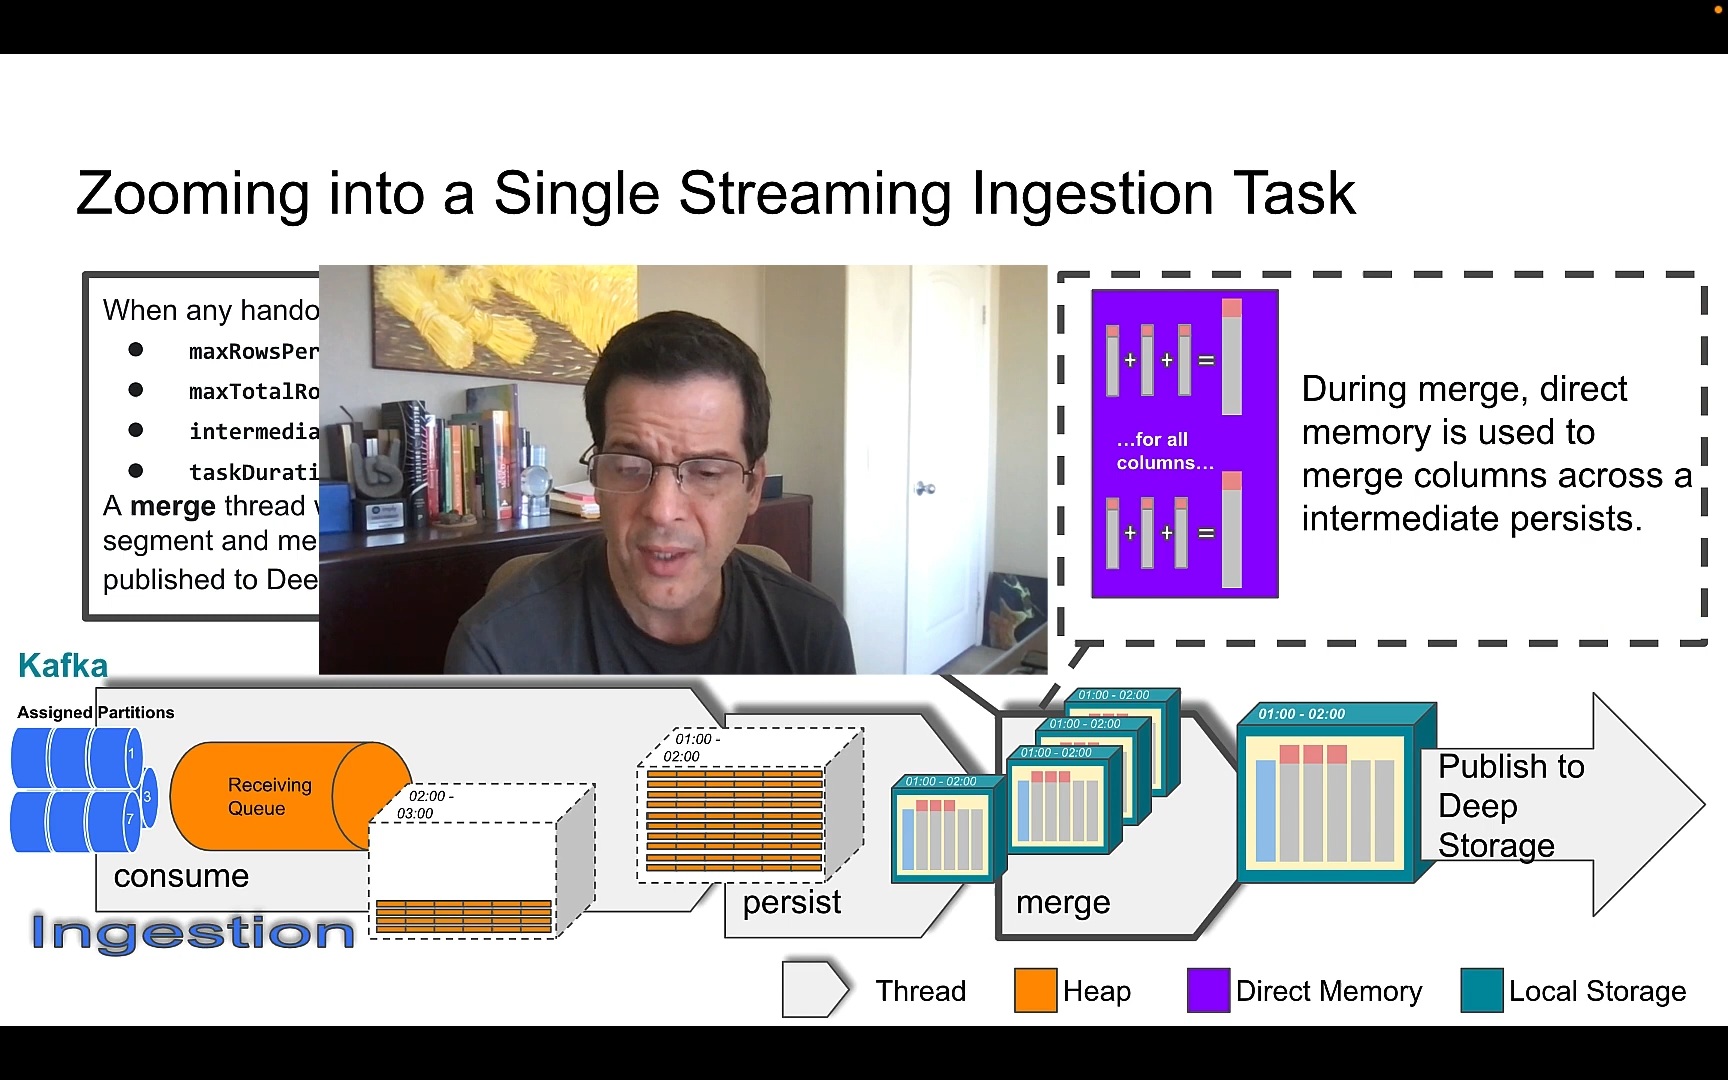 Zooming into a Single Streaming Ingestion Task
When any hando
maxRowsPer
maxTotalRo
intermedia
taskDurati
A merge thread
segment and me
published to Dee
+ + =
…for all
columns…
+ + =
During merge, direct
memory is used to
merge columns across a
intermediate persists.
Kafka
Assigned Partitions
1
3
7
Receiving
Queue
consume
Ingestion
02:00 -
03:00
01:00 -
02:00
persist
01:00 - 02:00
01:00 - 02:00
01:00 - 02:00
01:00 - 02:00
merge
01:00 - 02:00
Publish to
Deep
Storage
Thread
Heap
Direct Memory
Local Storage